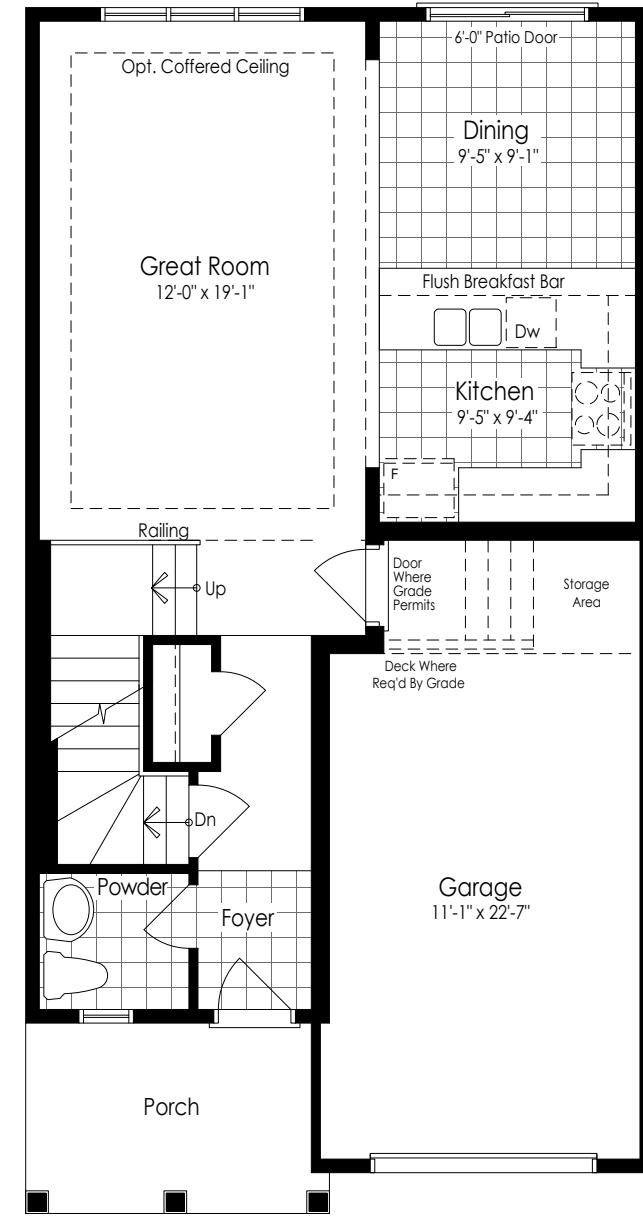 6'-0" Patio Door
Opt. Coffered Ceiling
Dining
9'-5" x 9'-1"
Great Room
12'-0" x 19'-1"
Flush Breakfast Bar
Dw
Kitchen
9'-5" x 9'-4"
F
Railing
Up
Door
Where
Grade
Permits
Storage
Area
Deck Where
Req'd By Grade
Dn
Powder
Foyer
Garage
11'-1" x 22'-7"
Porch